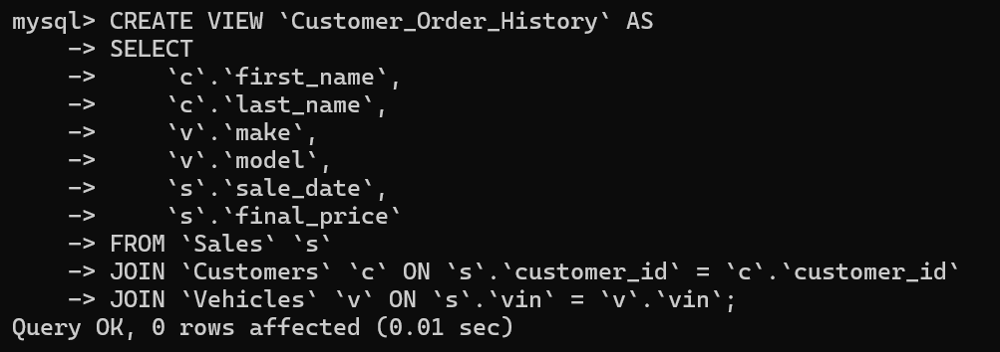 mysql> CREATE VIEW `Customer_Order_History` AS
    -> SELECT
    ->     `c`.`first_name`,
    ->     `c`.`last_name`,
    ->     `v`.`make`,
    ->     `v`.`model`,
    ->     `s`.`sale_date`,
    ->     `s`.`final_price`
    -> FROM `Sales` `s`
    -> JOIN `Customers` `c` ON `s`.`customer_id` = `c`.`customer_id`
    -> JOIN `Vehicles` `v` ON `s`.`vin` = `v`.`vin`;
Query OK, 0 rows affected (0.01 sec)